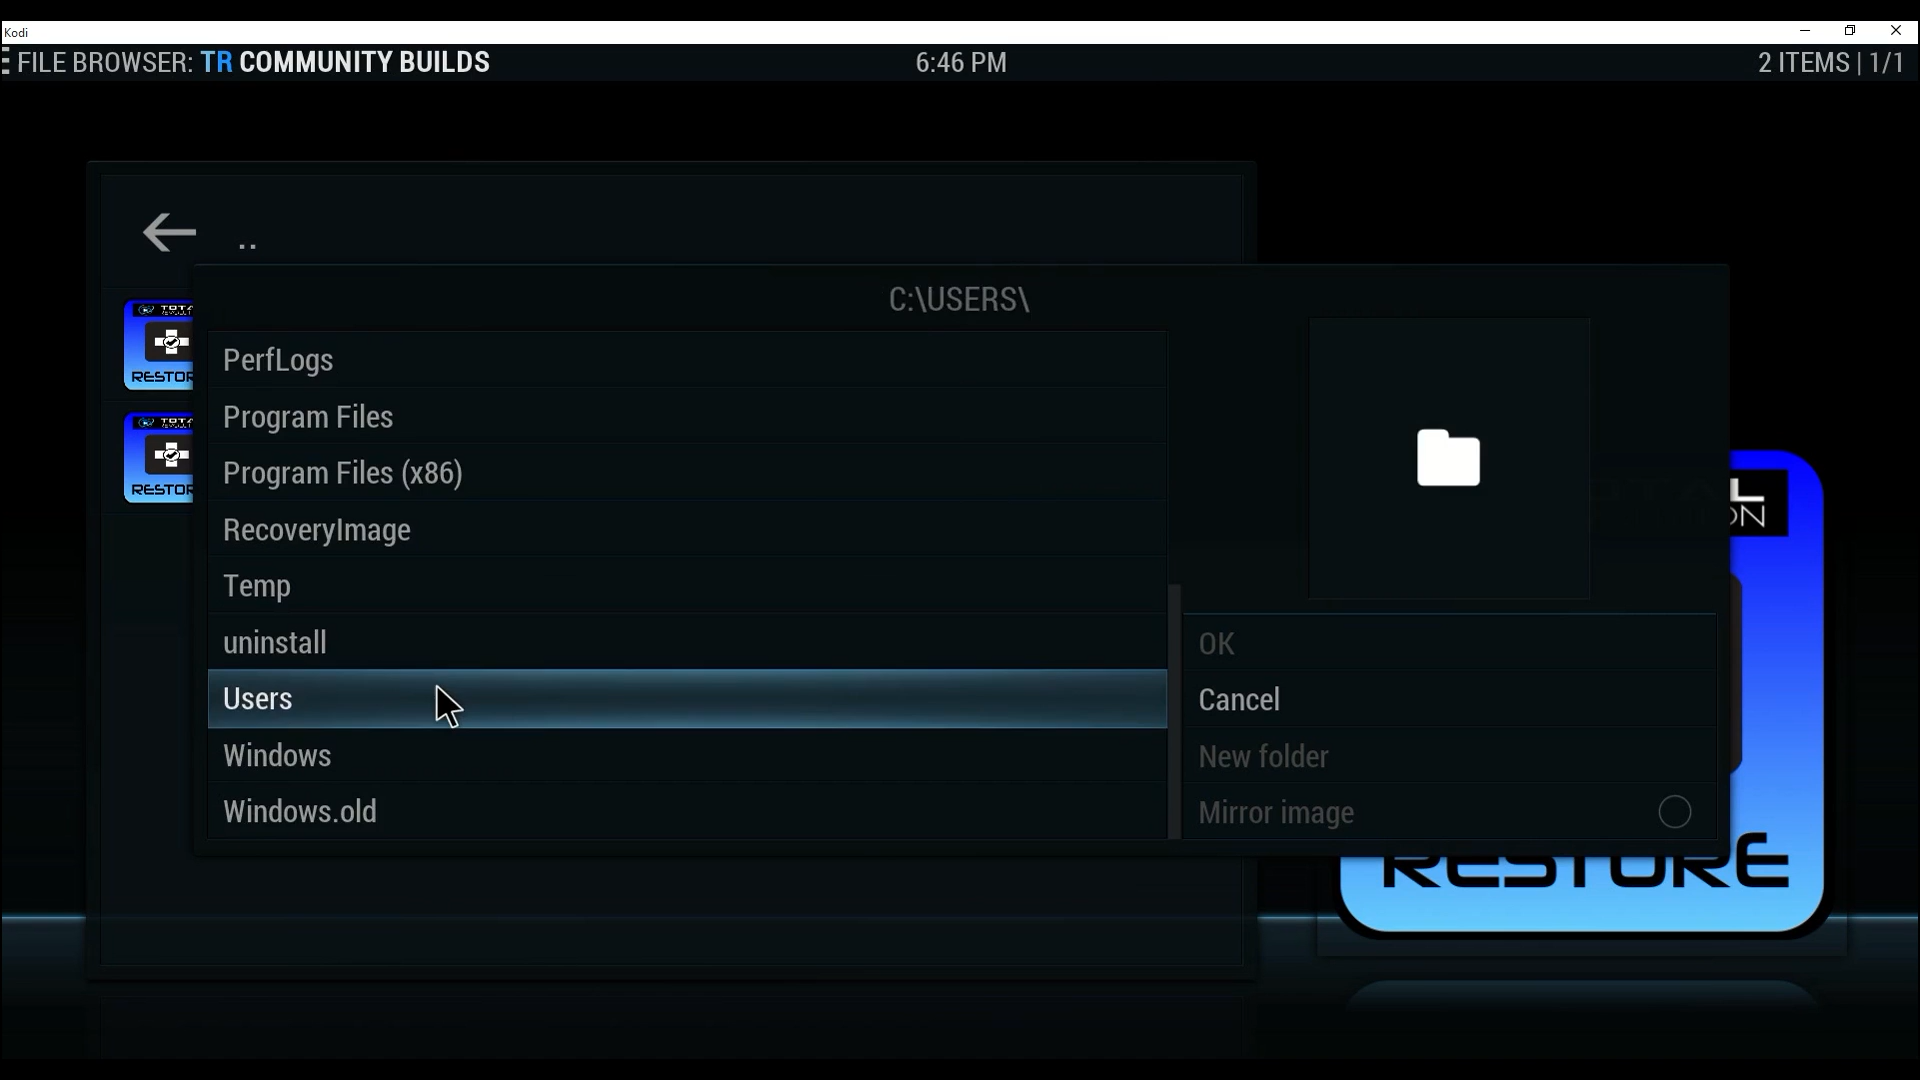 Kodi
FILE BROWSER: TR COMMUNITY BUILDS
6:46 PM
2 ITEMS | 1/1
..
C:\USERS\
PerfLogs
Program Files
Program Files (x86)
RecoveryImage
Temp
uninstall
Users
Windows
Windows.old
OK
Cancel
New folder
Mirror image
RESTORE